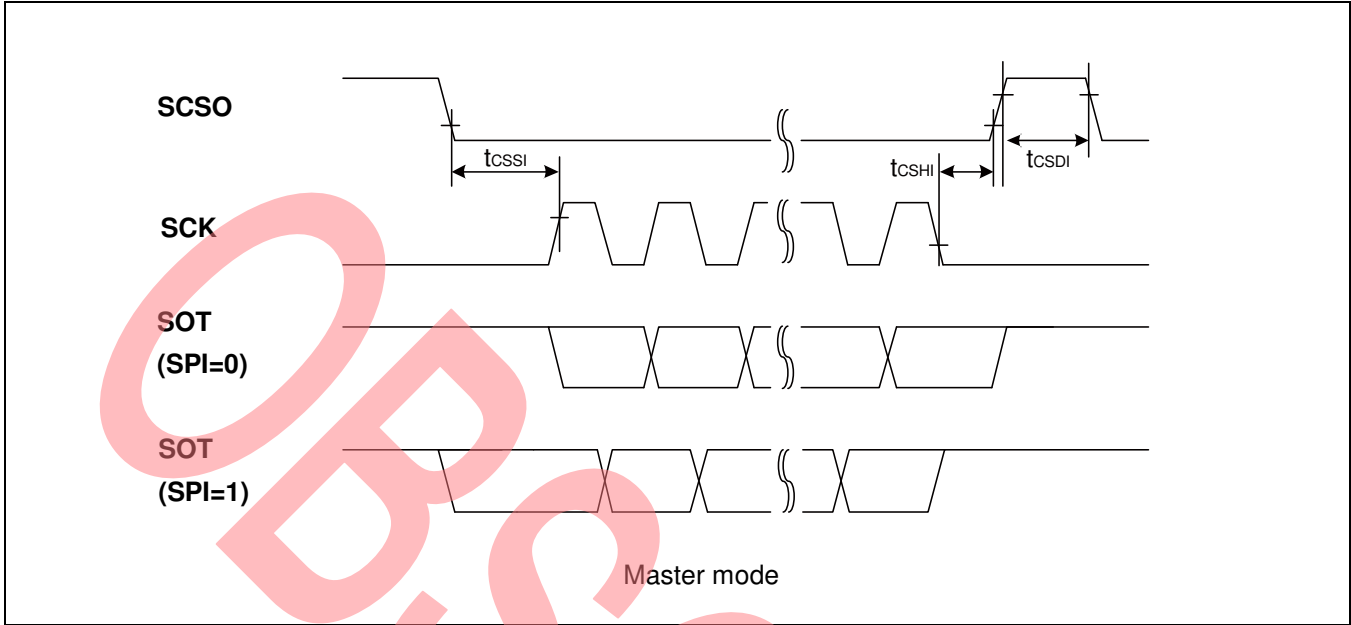 SCSO
tCSSI
tCSHI
tCSDI
SCK
SOT
(SPI=0)
SOT
(SPI=1)
Master mode